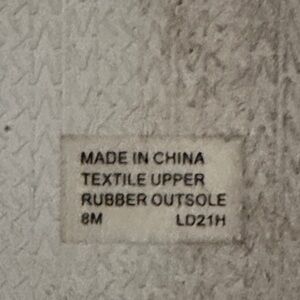 MADE IN CHINA
TEXTILE UPPER
RUBBER OUTSOLE
8M LD21H